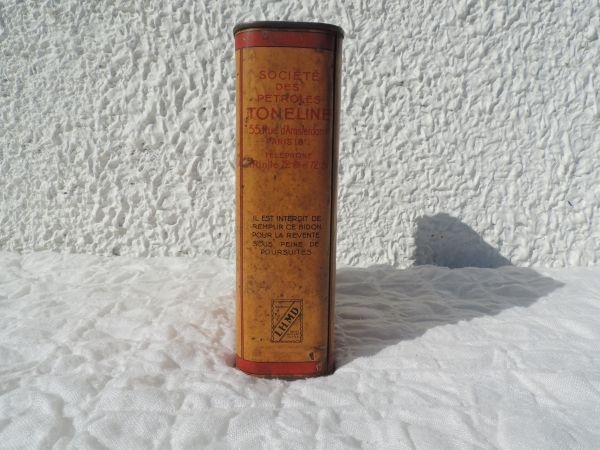 SOCIÉTÉ
DES
PÉTROLES
TONELINE
55, Rue d'Amsterdam
PARIS (8e)
TÉLÉPHONE
IL EST INTERDIT DE
REMPLIR CE BIDON
POUR LA REVENTE
SOUS PEINE DE
POURSUITES
I.H.M.D